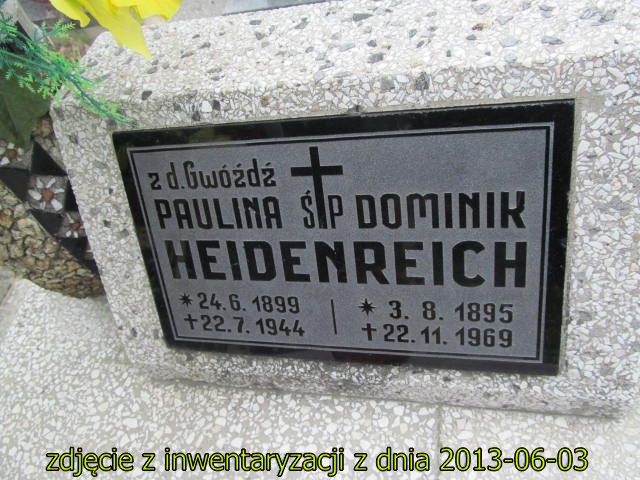 z d. Gwóźdź
PAULINA ŚP DOMINIK
HEIDENREICH
* 24.6.1899 * 3.8.1895
+ 22.7.1944 + 22.11.1969
zdjęcie z inwentaryzacji z dnia 2013-06-03